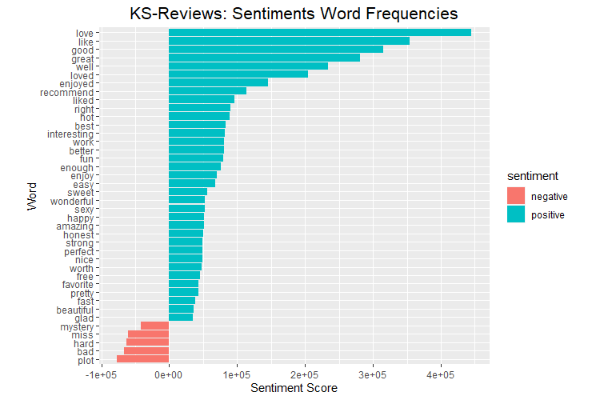 KS-Reviews: Sentiments Word Frequencies
love
like
good
great
well
loved
enjoyed
recommend
liked
right
hot
best
interesting
work
better
fun
enough
enjoy
easy
sweet
wonderful
sexy
happy
amazing
honest
strong
perfect
nice
worth
free
favorite
pretty
fast
beautiful
glad
mystery
miss
hard
bad
plot
Word
-1e+05 0e+00 1e+05 2e+05 3e+05 4e+05
Sentiment Score
sentiment
negative
positive